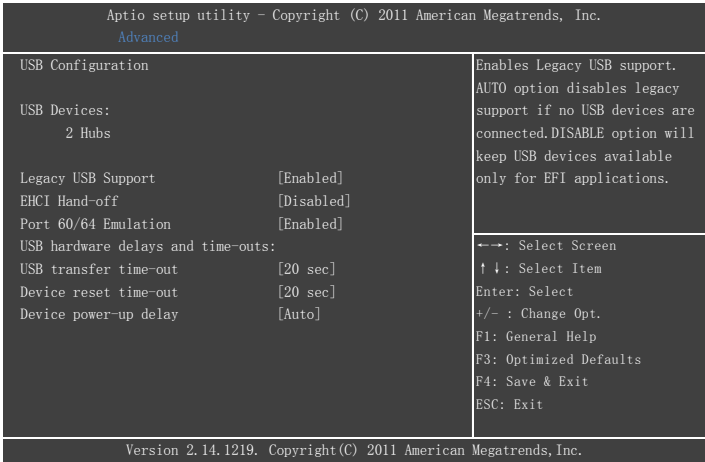 Aptio setup utility - Copyright (C) 2011 American Megatrends, Inc.
Advanced
USB Configuration
USB Devices:
2 Hubs
Legacy USB Support [Enabled]
EHCI Hand-off [Disabled]
Port 60/64 Emulation [Enabled]
USB hardware delays and time-outs:
USB transfer time-out [20 sec]
Device reset time-out [20 sec]
Device power-up delay [Auto]
Enables Legacy USB support.
AUTO option disables legacy
support if no USB devices are
connected.DISABLE option will
keep USB devices available
only for EFI applications.
←→: Select Screen
↑↓: Select Item
Enter: Select
+/- : Change Opt.
F1: General Help
F3: Optimized Defaults
F4: Save & Exit
ESC: Exit
Version 2.14.1219. Copyright(C) 2011 American Megatrends,Inc.